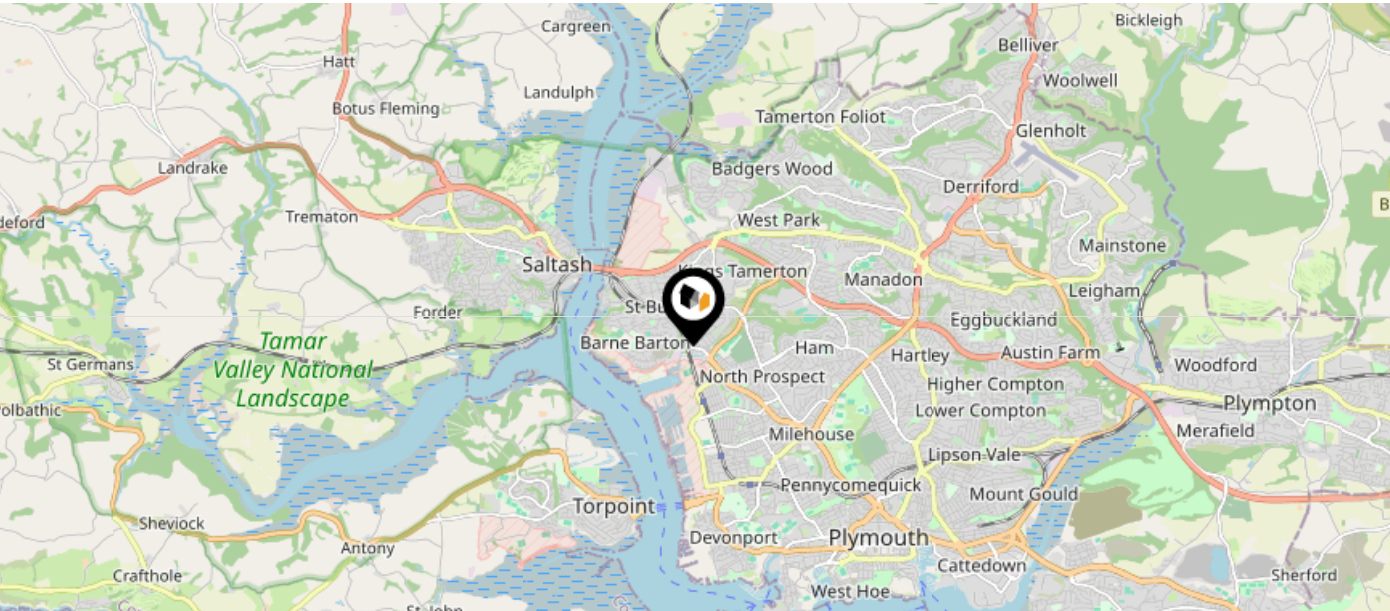 Cargreen
Bickleigh
Belliver
Hatt
Woolwell
Landulph
Botus Fleming
Tamerton Foliot
Glenholt
Landrake
Badgers Wood
Derriford
Trematon
West Park
Mainstone
Saltash
Kings Tamerton
Manadon
Leigham
St Bu
Forder
Eggbuckland
Tamar
Valley National
Landscape
Barne Barton
Ham
Hartley
Austin Farm
St Germans
Woodford
North Prospect
Higher Compton
Plympton
Lower Compton
Milehouse
Merafield
Lipson Vale
Pennycomequick
Mount Gould
Torpoint
Sheviock
Devonport
Plymouth
Antony
Cattedown
Crafthole
Sherford
West Hoe